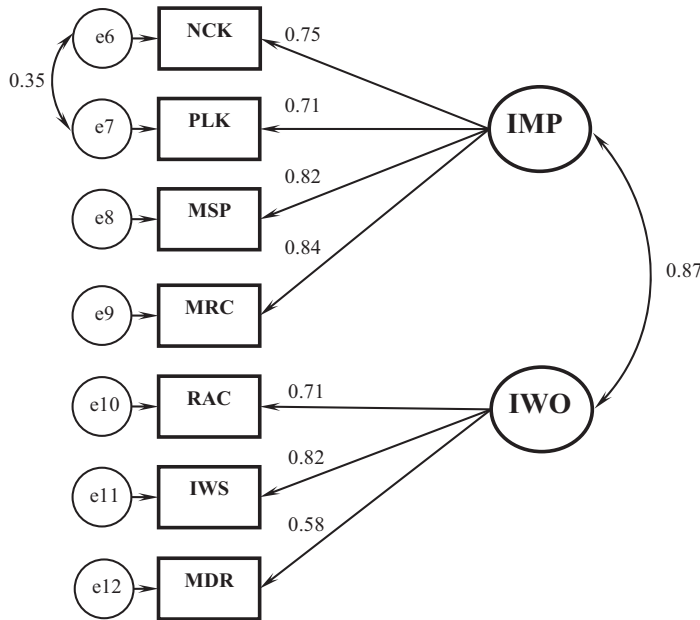 e6
NCK
0.75
0.35
e7
PLK
0.71
IMP
e8
MSP
0.82
e9
MRC
0.84
0.87
e10
RAC
0.71
IWO
e11
IWS
0.82
e12
MDR
0.58